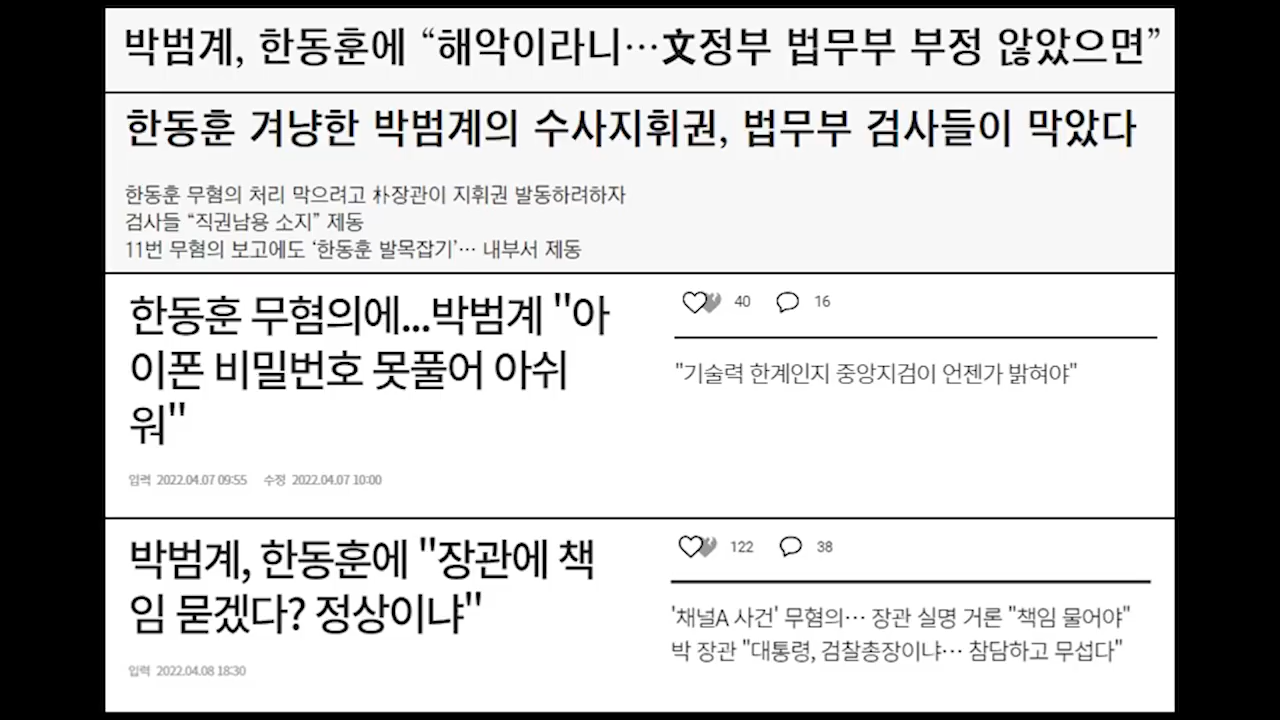 박범계, 한동훈에 “해악이라니…文정부 법무부 부정 않았으면”
한동훈 겨냥한 박범계의 수사지휘권, 법무부 검사들이 막았다
한동훈 무혐의 처리 막으려고 朴장관이 지휘권 발동하려하자
검사들 “직권남용 소지” 제동
11번 무혐의 보고에도 ‘한동훈 발목잡기’… 내부서 제동
한동훈 무혐의에...박범계 "아
이폰 비밀번호 못풀어 아쉬
워"
입력 2022.04.07 09:55 수정 2022.04.07 10:00
40 16
"기술력 한계인지 중앙지검이 언젠가 밝혀야"
박범계, 한동훈에 "장관에 책
임 묻겠다? 정상이냐"
입력 2022.04.08 18:30
122 38
'채널A 사건' 무혐의… 장관 실명 거론 "책임 물어야"
박 장관 "대통령, 검찰총장이냐… 참담하고 무섭다"